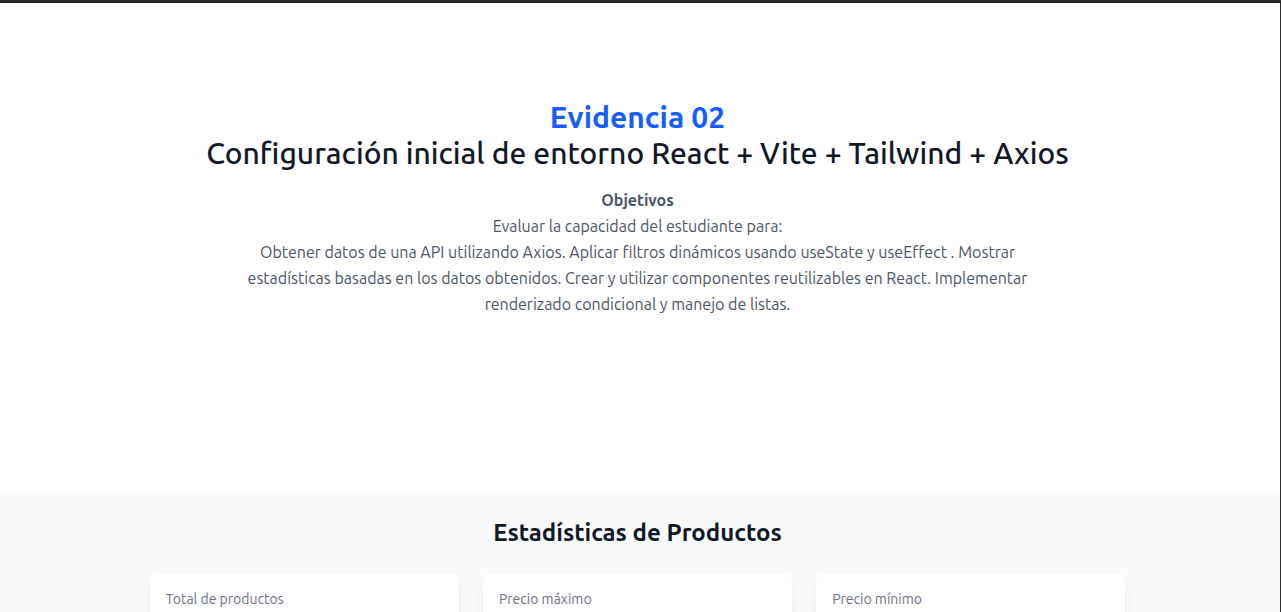 Evidencia 02
Configuración inicial de entorno React + Vite + Tailwind + Axios
Objetivos
Evaluar la capacidad del estudiante para:
Obtener datos de una API utilizando Axios. Aplicar filtros dinámicos usando useState y useEffect . Mostrar
estadísticas basadas en los datos obtenidos. Crear y utilizar componentes reutilizables en React. Implementar
renderizado condicional y manejo de listas.
Estadísticas de Productos
Total de productos
Precio máximo
Precio mínimo